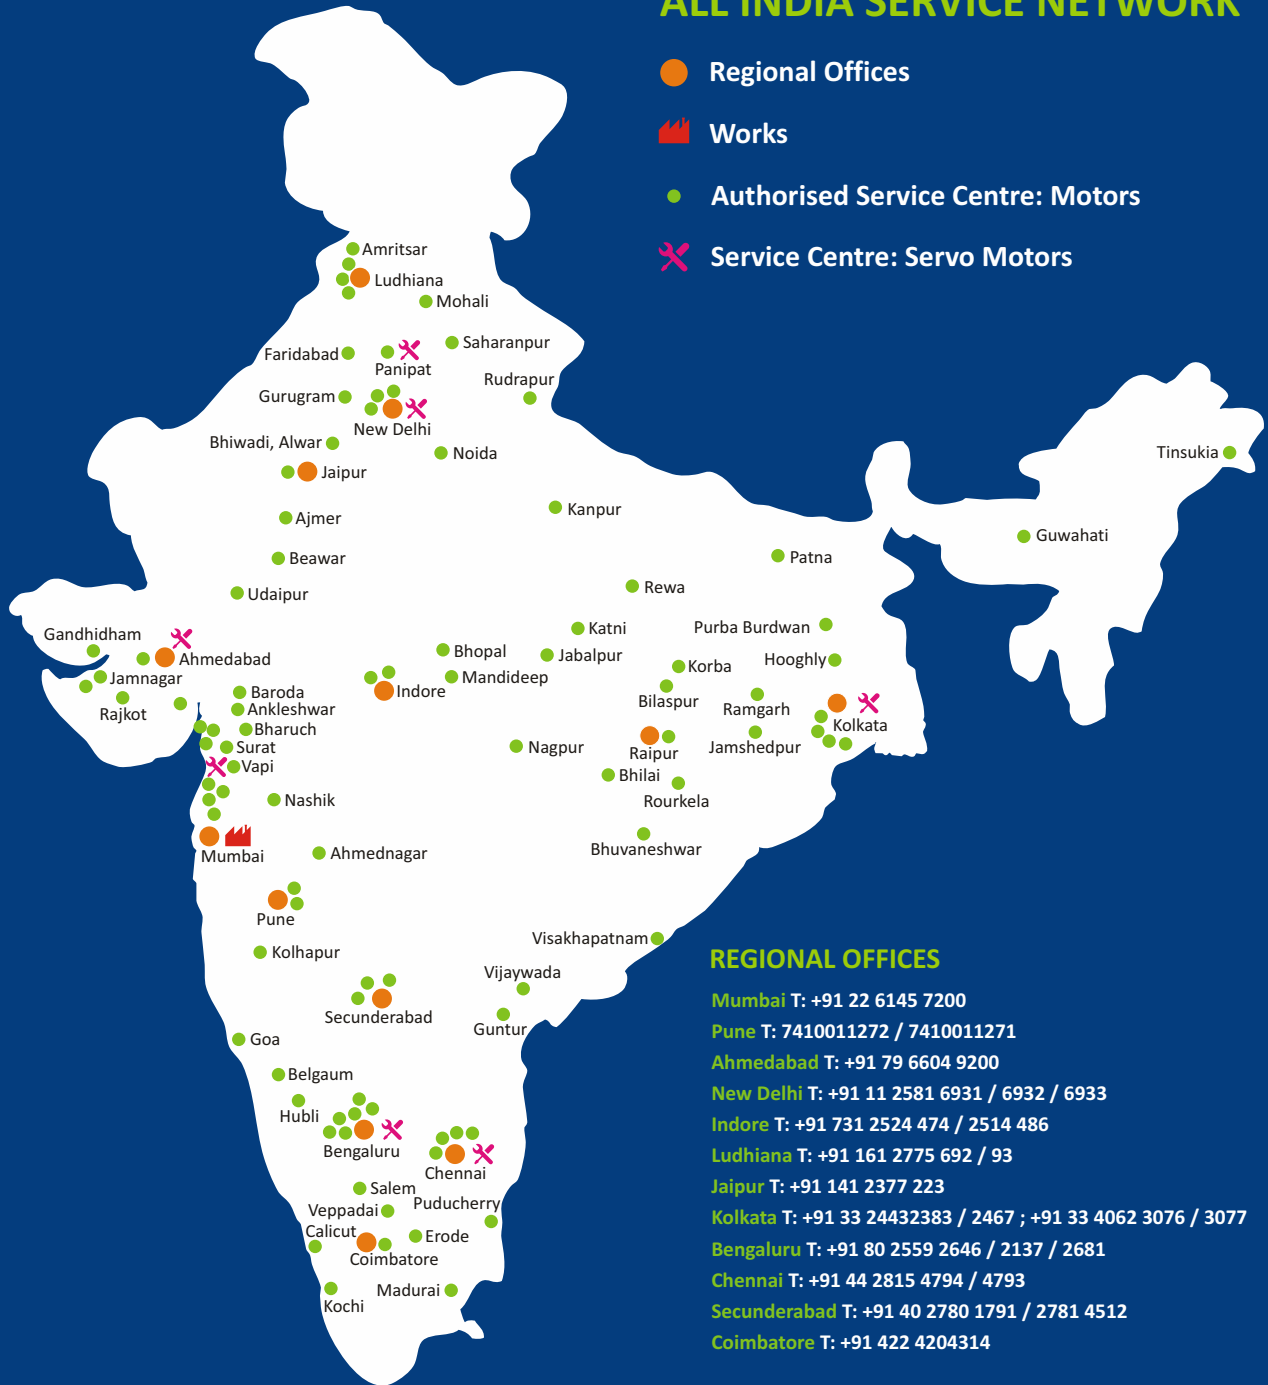 ALL INDIA SERVICE NETWORK
Regional Offices
Works
Authorised Service Centre: Motors
Service Centre: Servo Motors
Amritsar
Ludhiana
Mohali
Saharanpur
Faridabad
Panipat
Rudrapur
Gurugram
New Delhi
Bhiwadi, Alwar
Noida
Tinsukia
Jaipur
Kanpur
Ajmer
Guwahati
Beawar
Patna
Rewa
Udaipur
Katni
Purba Burdwan
Gandhidham
Bhopal
Jabalpur
Ahmedabad
Hooghly
Korba
Jamnagar
Mandideep
Indore
Baroda
Bilaspur
Ankleshwar
Ramgarh
Rajkot
Kolkata
Bharuch
Surat
Nagpur
Raipur
Jamshedpur
Vapi
Bhilai
Nashik
Rourkela
Bhuvaneshwar
Mumbai
Ahmednagar
Pune
Visakhapatnam
Kolhapur
Vijaywada
Secunderabad
Guntur
Goa
Belgaum
Hubli
Bengaluru
Chennai
Salem
Puducherry
Veppadai
Calicut
Erode
Coimbatore
Madurai
Kochi
REGIONAL OFFICES
Mumbai T: +91 22 6145 7200
Pune T: 7410011272 / 7410011271
Ahmedabad T: +91 79 6604 9200
New Delhi T: +91 11 2581 6931 / 6932 / 6933
Indore T: +91 731 2524 474 / 2514 486
Ludhiana T: +91 161 2775 692 / 93
Jaipur T: +91 141 2377 223
Kolkata T: +91 33 24432383 / 2467 ; +91 33 4062 3076 / 3077
Bengaluru T: +91 80 2559 2646 / 2137 / 2681
Chennai T: +91 44 2815 4794 / 4793
Secunderabad T: +91 40 2780 1791 / 2781 4512
Coimbatore T: +91 422 4204314